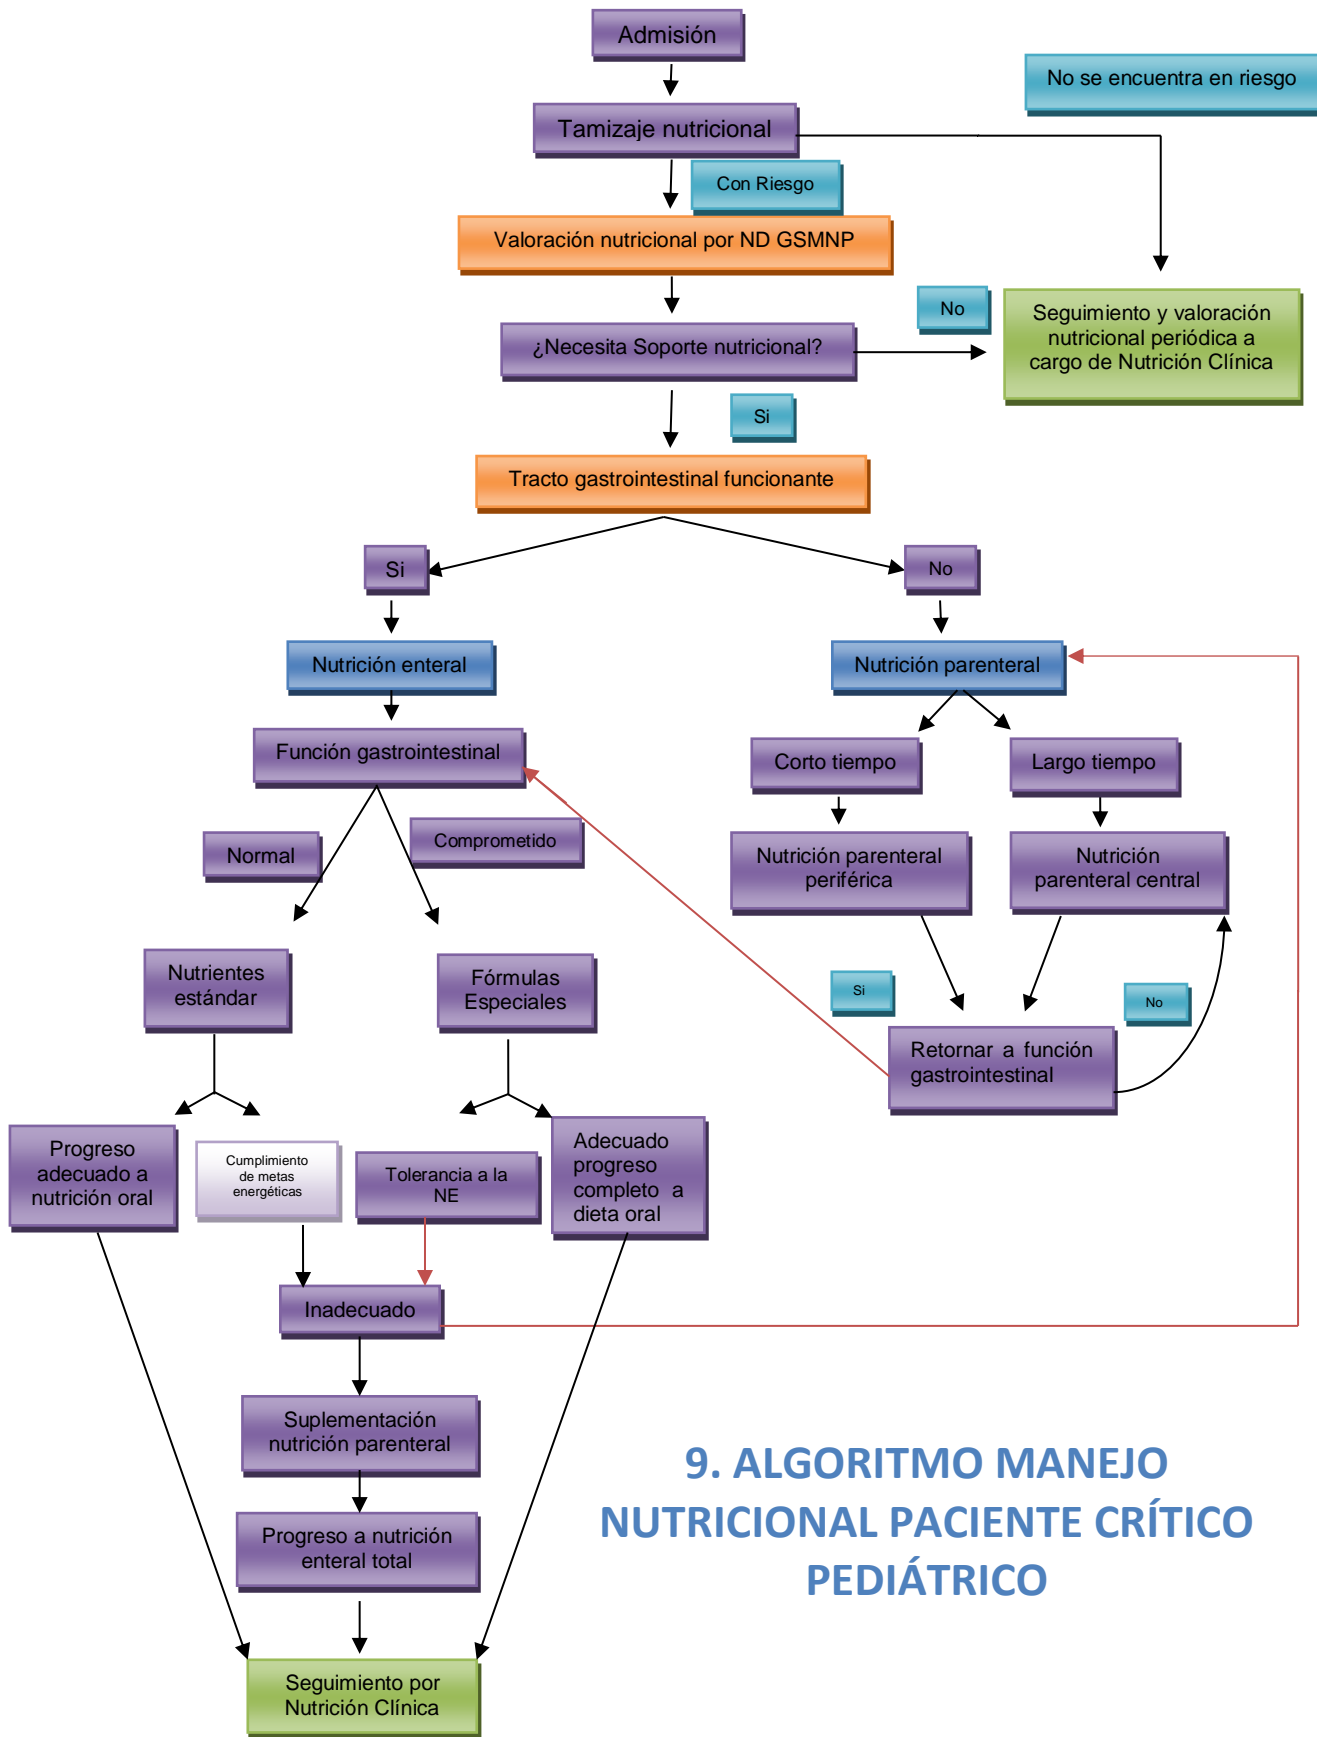 Admisión
No se encuentra en riesgo
Tamizaje nutricional
Con Riesgo
Valoración nutricional por ND GSMNP
No
Seguimiento y valoración
nutricional periódica a
cargo de Nutrición Clínica
¿Necesita Soporte nutricional?
Si
Tracto gastrointestinal funcionante
Si
No
Nutrición enteral
Nutrición parenteral
Función gastrointestinal
Corto tiempo
Largo tiempo
Normal
Comprometido
Nutrición parenteral
periférica
Nutrición
parenteral central
Nutrientes
estándar
Fórmulas
Especiales
Si
No
Retornar a función
gastrointestinal
Progreso
adecuado a
nutrición oral
Cumplimiento
de metas
energéticas
Tolerancia a la
NE
Adecuado
progreso
completo a
dieta oral
Inadecuado
Suplementación
nutrición parenteral
Progreso a nutrición
enteral total
9. ALGORITMO MANEJO
NUTRICIONAL PACIENTE CRÍTICO
PEDIÁTRICO
Seguimiento por
Nutrición Clínica